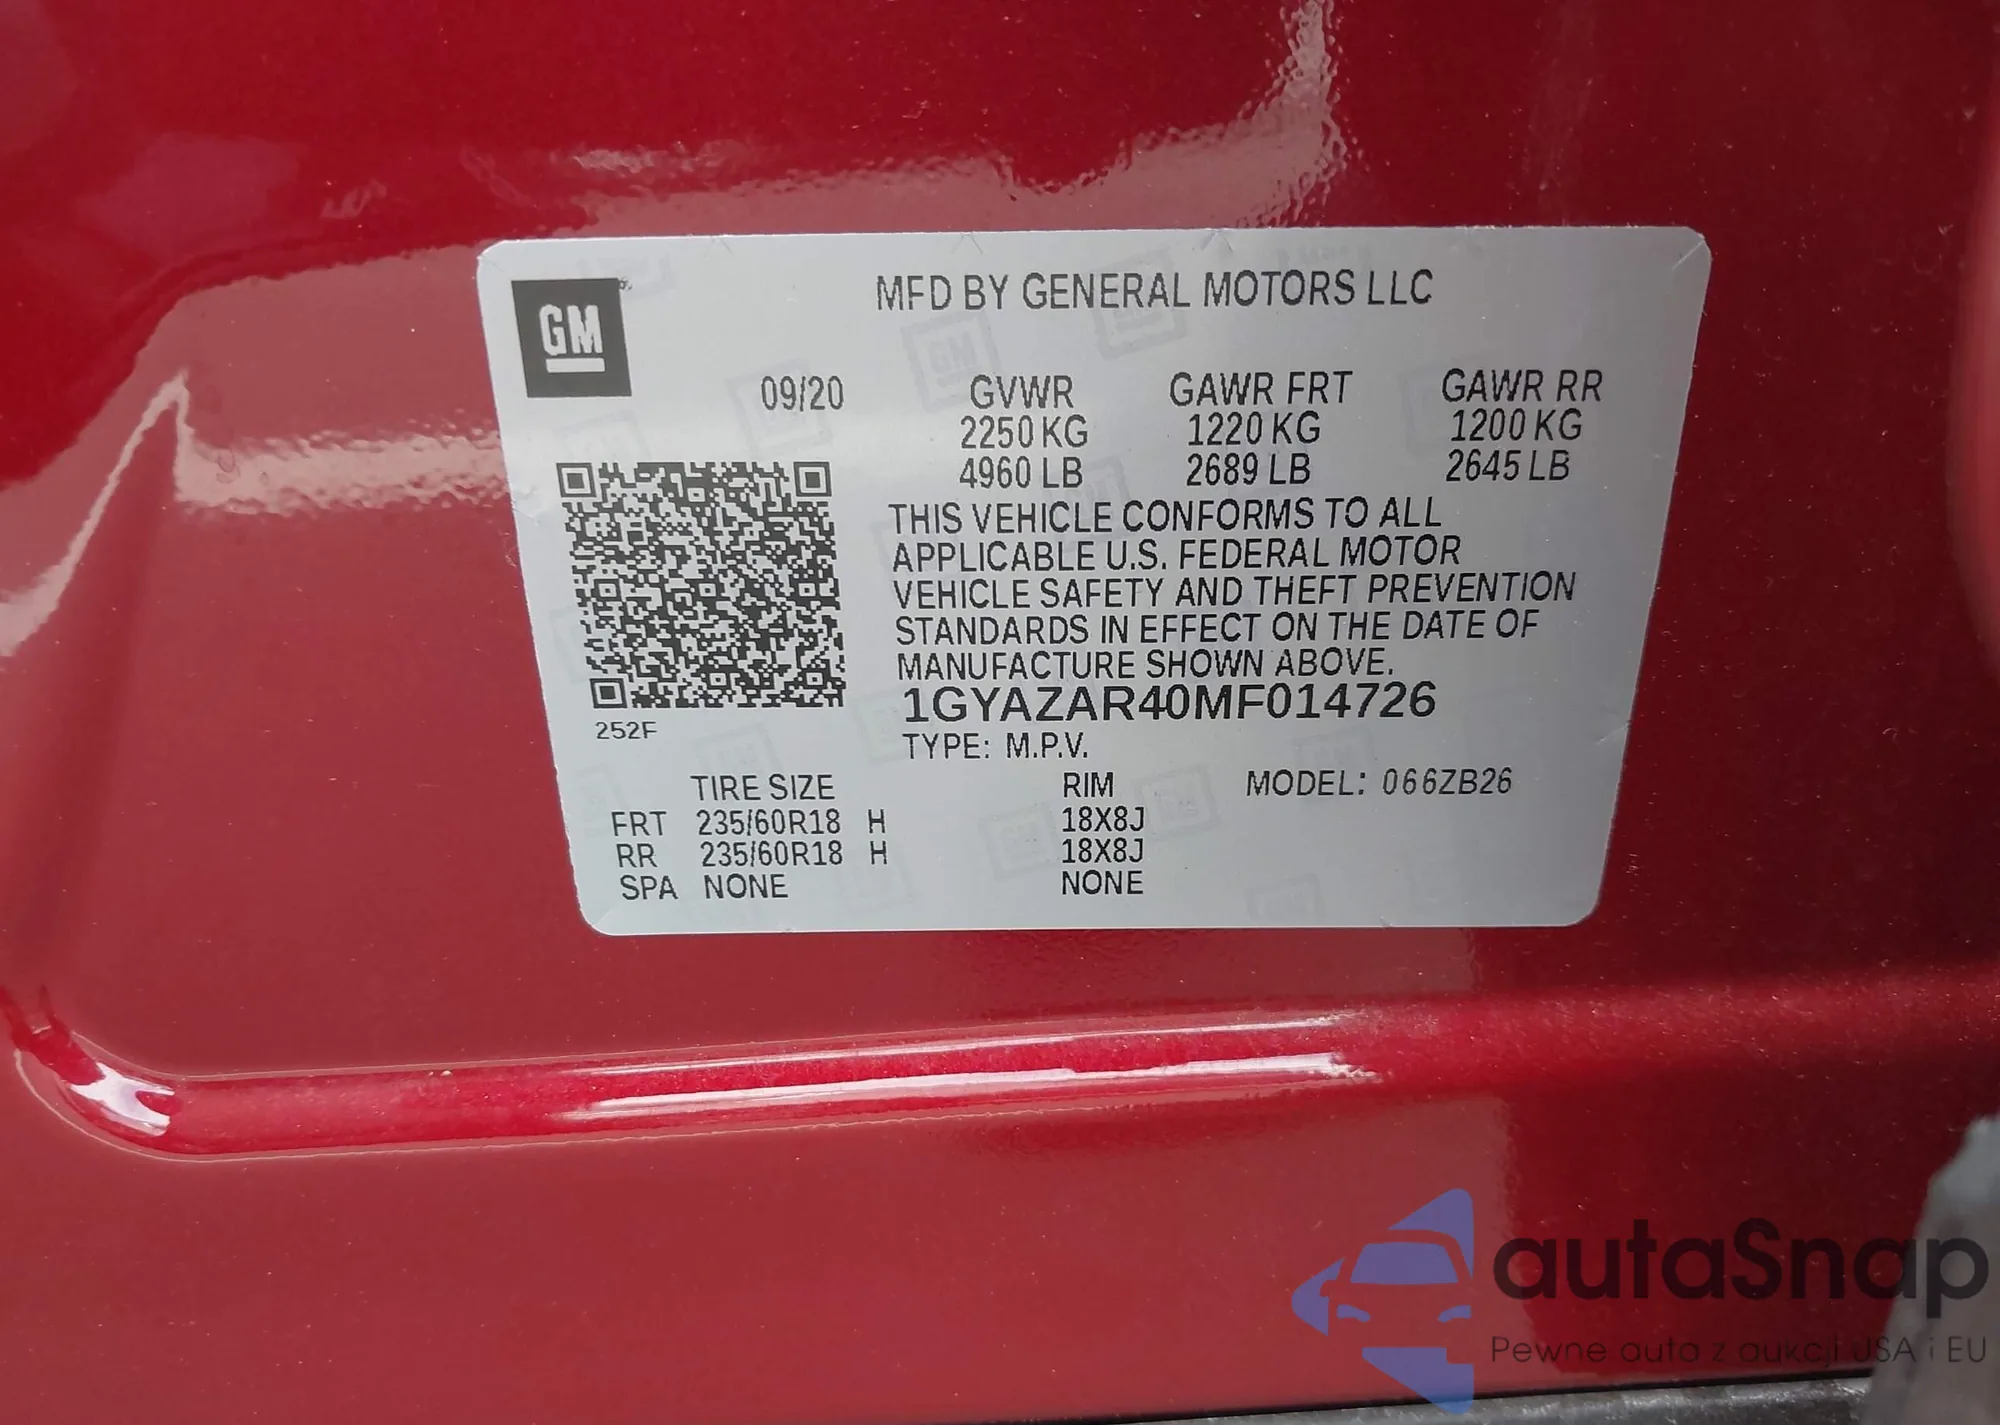 GM
MFD BY GENERAL MOTORS LLC
09/20 GVWR GAWR FRT GAWR RR
2250 KG 1220 KG 1200 KG
4960 LB 2689 LB 2645 LB
THIS VEHICLE CONFORMS TO ALL
APPLICABLE U.S. FEDERAL MOTOR
VEHICLE SAFETY AND THEFT PREVENTION
STANDARDS IN EFFECT ON THE DATE OF
MANUFACTURE SHOWN ABOVE.
1GYAZAR40MF014726
252F
TYPE: M.P.V.
TIRE SIZE RIM MODEL: 066ZB26
FRT 235/60R18 H 18X8J
RR 235/60R18 H 18X8J
SPA NONE NONE
autaSnap
Pewne auta z aukcji USA i EU